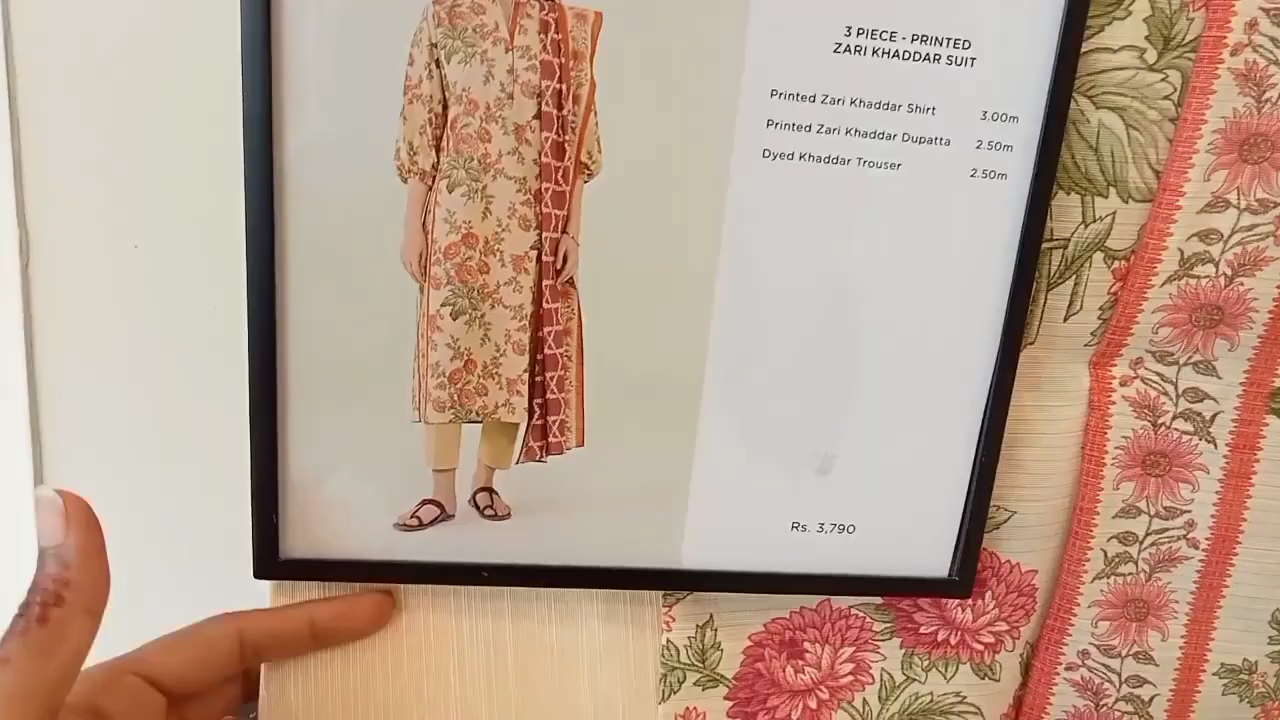 3 PIECE - PRINTED
ZARI KHADDAR SUIT
Printed Zari Khaddar Shirt 3.00m
Printed Zari Khaddar Dupatta 2.50m
Dyed Khaddar Trouser 2.50m
Rs. 3,790